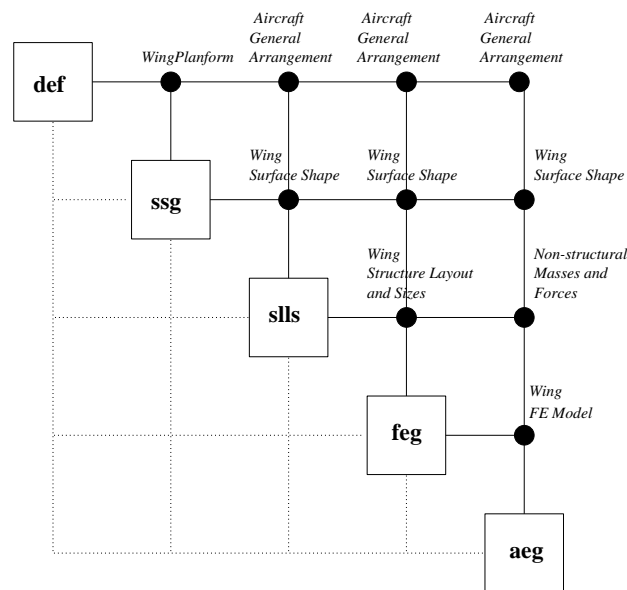 Aircraft
General
Arrangement
Aircraft
General
Arrangement
Aircraft
General
Arrangement
WingPlanform
def
Wing
Surface Shape
Wing
Surface Shape
Wing
Surface Shape
ssg
Wing
Structure Layout
and Sizes
Non-structural
Masses and
Forces
slls
Wing
FE Model
feg
aeg